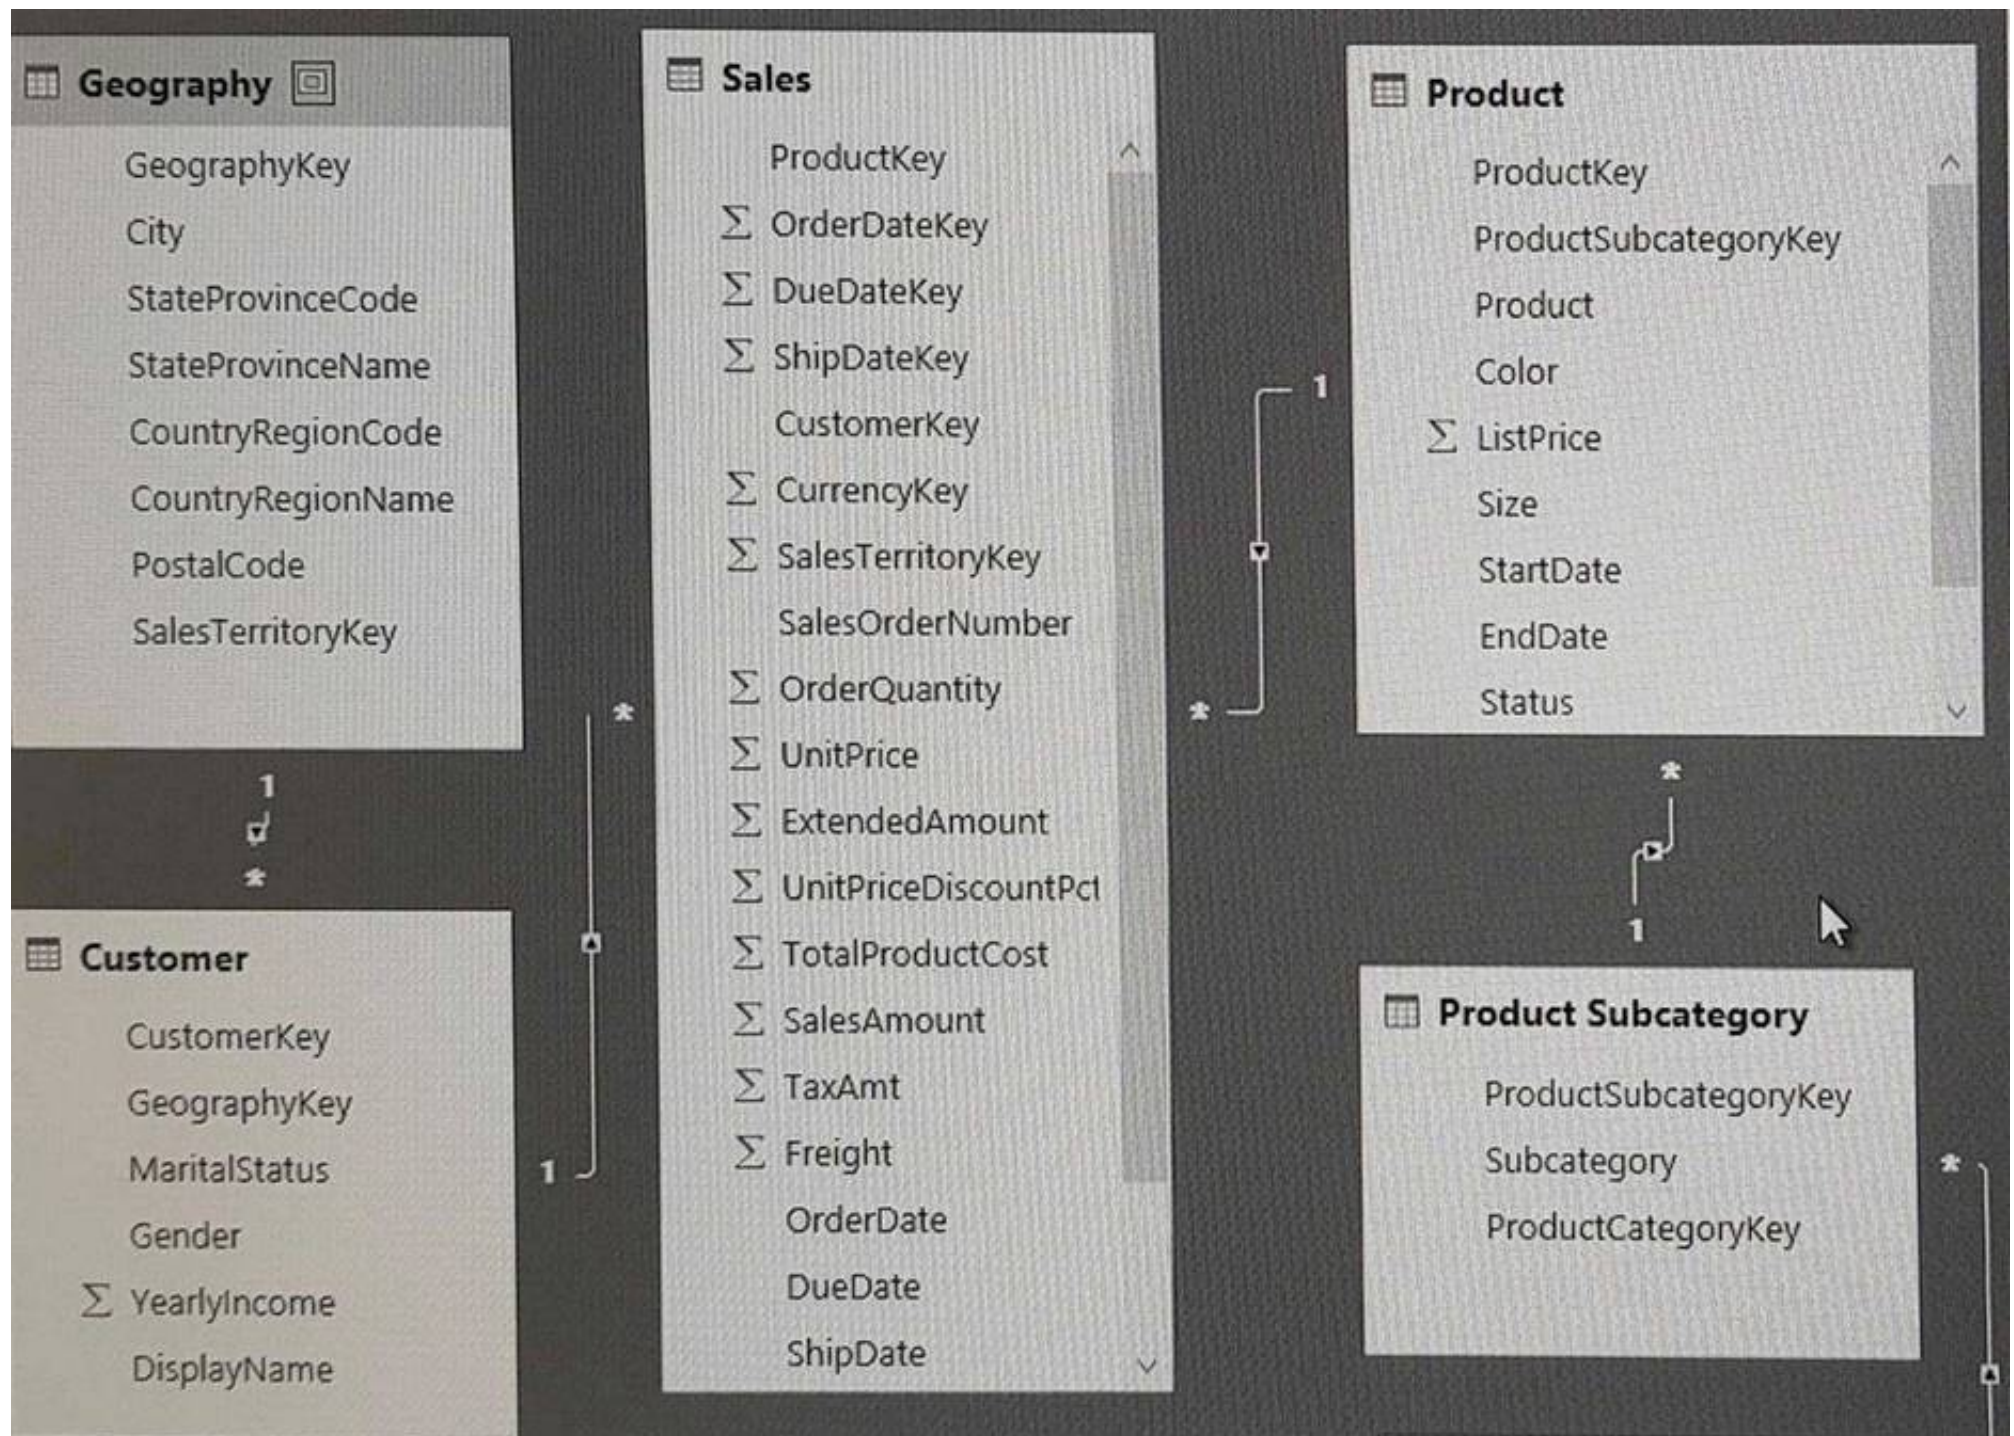 Geography
GeographyKey
City
StateProvinceCode
StateProvinceName
CountryRegionCode
CountryRegionName
PostalCode
SalesTerritoryKey
1
*
Customer
CustomerKey
GeographyKey
MaritalStatus
Gender
Σ YearlyIncome
DisplayName
1
*
Sales
ProductKey
Σ OrderDateKey
Σ DueDateKey
Σ ShipDateKey
CustomerKey
Σ CurrencyKey
Σ SalesTerritoryKey
SalesOrderNumber
Σ OrderQuantity
Σ UnitPrice
Σ ExtendedAmount
Σ UnitPriceDiscountPct
Σ TotalProductCost
Σ SalesAmount
Σ TaxAmt
Σ Freight
OrderDate
DueDate
ShipDate
*
1
Product
ProductKey
ProductSubcategoryKey
Product
Color
Σ ListPrice
Size
StartDate
EndDate
Status
*
1
Product Subcategory
ProductSubcategoryKey
Subcategory
ProductCategoryKey
*